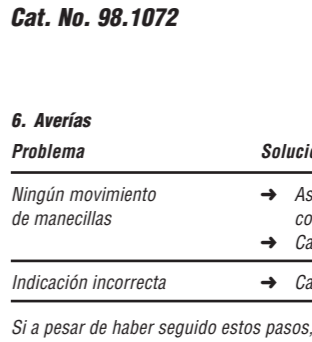 Cat. No. 98.1072
6. Averías
Problema
Ningún movimiento ➜
de manecillas
➜
Indicación incorrecta ➜
Si a pesar de haber seguido estos pasos,